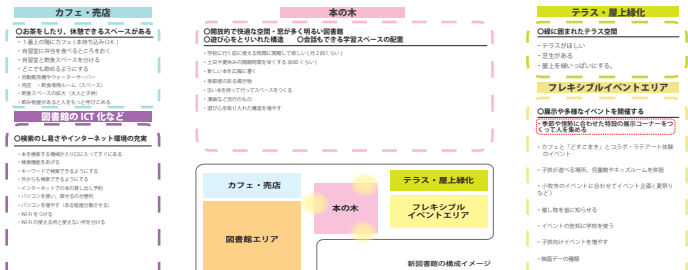 カフェ・売店
〇お茶をしたり、休憩できるスペースがある
・1番上の階にカフェ(本持ち込みOK)
・自習室に弁当を食べるところをおく
・自習室と飲食スペースを分ける
・どこでも飲めるようにする
・自動販売機やウォーターサーバー
・売店 ・飲食専用ルーム(スペース)
・飲食スペースの拡大(大人と子供)
・飲み物屋があると人をもっと呼びこめる
図書館のICT化など
〇検索のし易さやインターネット環境の充実
・本を検索する機械が入り口に入ってすぐにある
・検索機能をあげる
・キーワードで検索できるようにする
・外からも検索できるようにする
・インターネットでの本の貸し出し予約
・パソコンを使い、探せるのが便利
・パソコンを増やす(ある程度分散させる)
・Wi-Fiをつける
・Wi-Fiの使える所と使えない所を分ける
本の木
〇開放的で快適な空間・窓が多く明るい図書館
〇遊び心をとりいれた構造 〇会話もできる学習スペースの配置
・学校に行く前に使える時間に開館して欲しい(月2回くらい)
・土日や夏休みの開館時間を早くする(8:00くらい)
・新しい本を広報に書く
・季節感のある掲示物
・古い本を持って行ってスペースをつくる
・漫画など流行のもの
・遊び心を取り入れた構造を増やす
カフェ・売店
図書館エリア
本の木
テラス・屋上緑化
フレキシブル
イベントエリア
新図書館の構成イメージ
テラス・屋上緑化
〇緑に囲まれたテラス空間
・テラスがほしい
・芝生がある
・屋上を緑いっぱいにする。
フレキシブルイベントエリア
〇展示や多様なイベントを開催する
・季節や情勢に合わせた特設の展示コーナーをつ
くって人を集める
・カフェと「どすこまき」とコラボ・ラテアート体験
のイベント
・子供が遊べる場所、児童館やキッズルームを併設
・小牧市のイベントに合わせてイベント企画(夏祭り
など)
・催し物を皆に知らせる
・イベントの告知に学校を使う
・子供向けイベントを増やす
・映画デーの種類